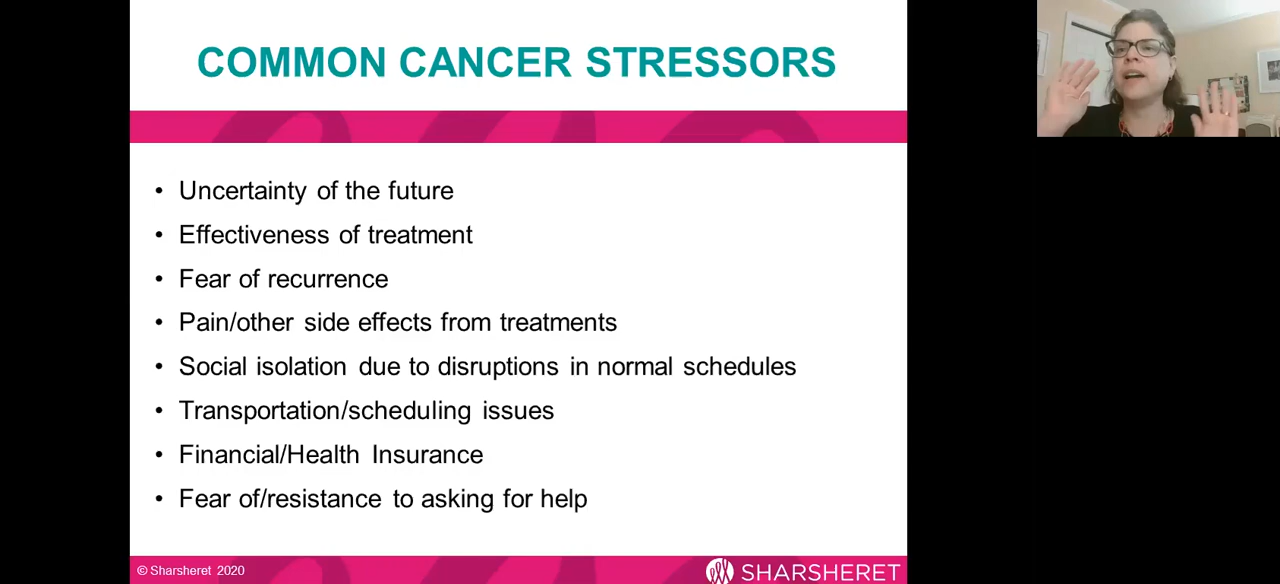 COMMON CANCER STRESSORS
• Uncertainty of the future
• Effectiveness of treatment
• Fear of recurrence
• Pain/other side effects from treatments
• Social isolation due to disruptions in normal schedules
• Transportation/scheduling issues
• Financial/Health Insurance
• Fear of/resistance to asking for help
© Sharsheret 2020
SHARSHERET